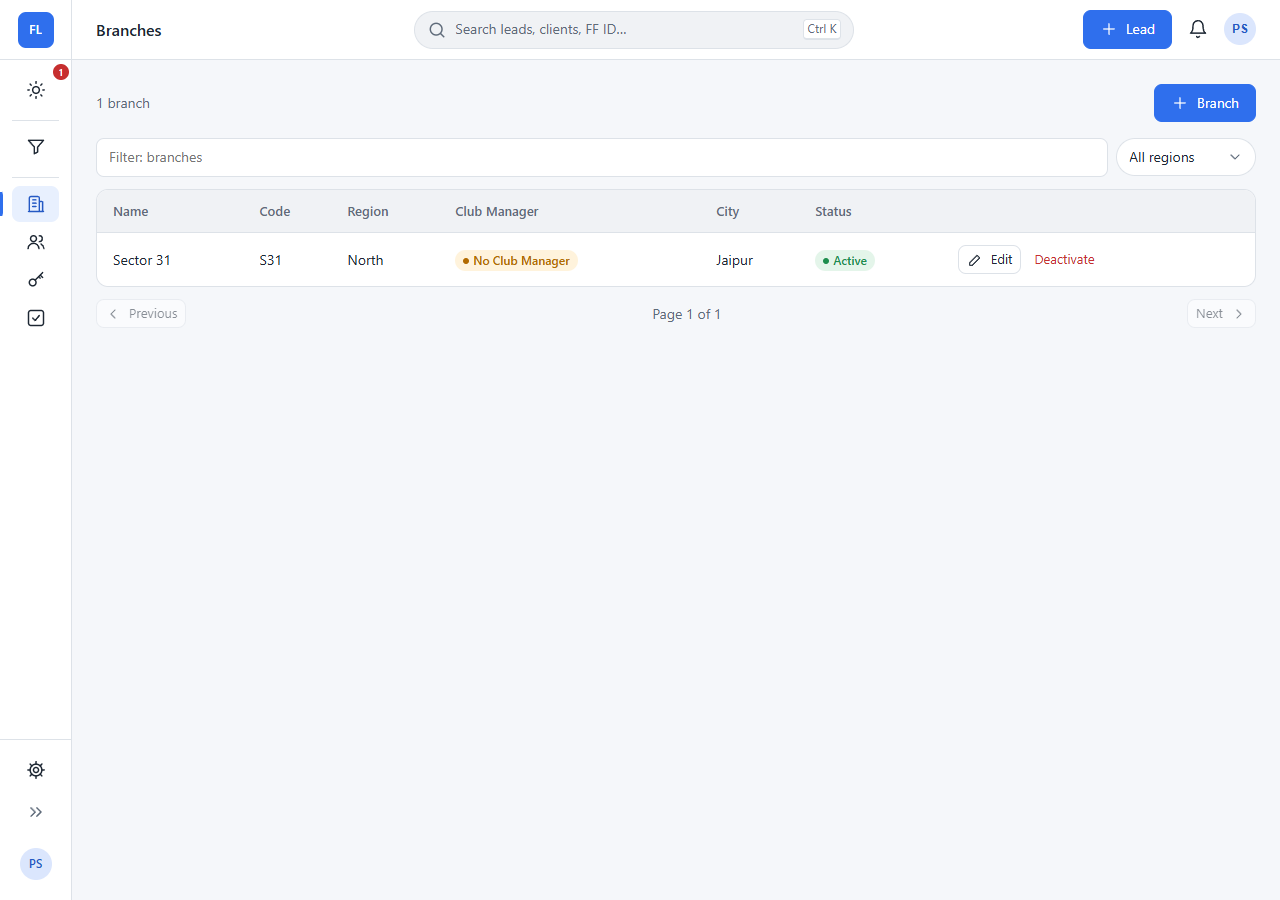 FL
Branches
Search leads, clients, FF ID...
Ctrl K
Lead
PS
1
1 branch
Branch
Filter: branches
All regions
Name Code Region Club Manager City Status
Sector 31 S31 North No Club Manager Jaipur Active Edit Deactivate
Previous
Page 1 of 1
Next
PS